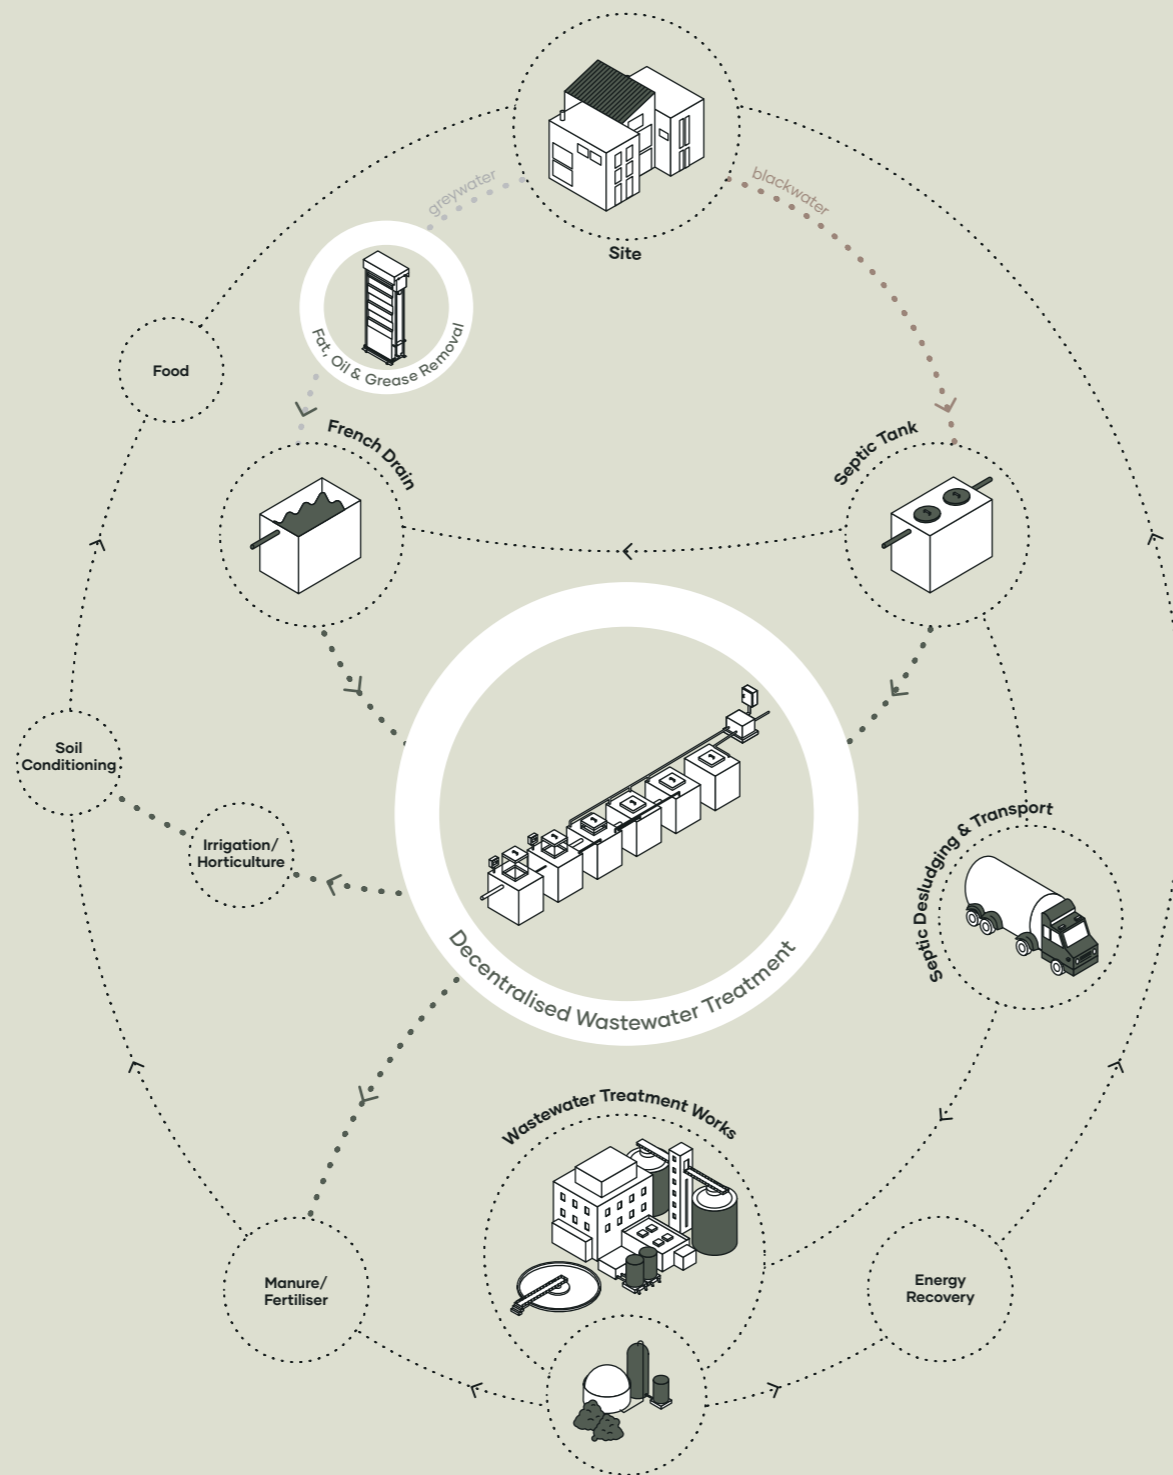 Site
greywater
blackwater
Fat, Oil & Grease Removal
Food
French Drain
Septic Tank
Soil
Conditioning
Irrigation/
Horticulture
Septic Desludging & Transport
Decentralised Wastewater Treatment
Wastewater Treatment Works
Manure/
Fertiliser
Energy
Recovery